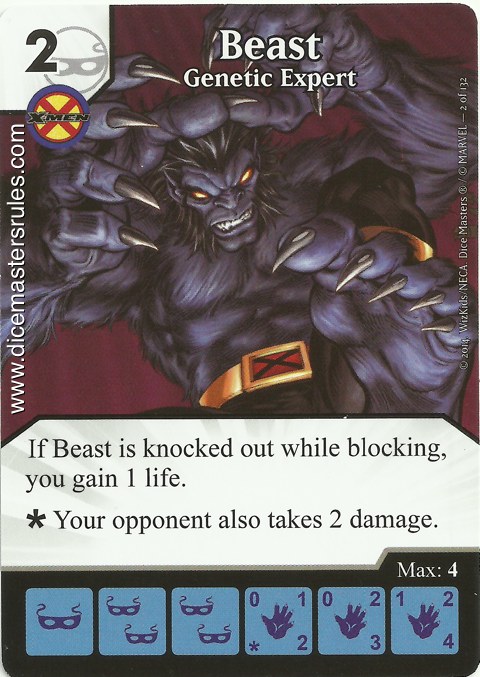 2
Beast
Genetic Expert
X-MEN
www.dicemastersrules.com
© 2014 WizKids/NECA Dice Masters ® / © MARVEL — 2 of 132
If Beast is knocked out while blocking,
you gain 1 life.
* Your opponent also takes 2 damage.
Max: 4
0 1
* 2
0 2
3
1 2
4